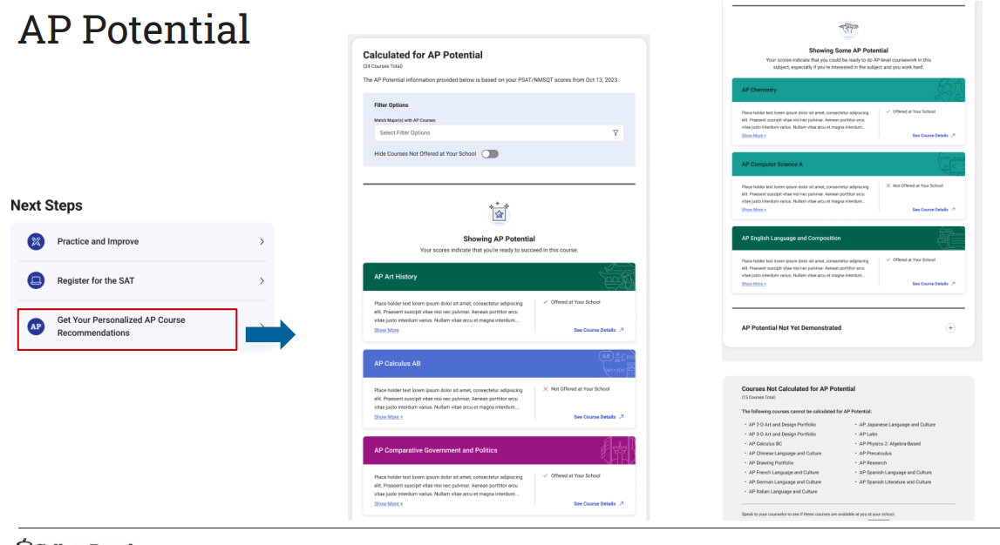 AP Potential
Next Steps
Practice and Improve
Register for the SAT
AP
Get Your Personalized AP Course
Recommendations
Calculated for AP Potential
(24 Courses Total)
The AP Potential information provided below is based on your PSAT/NMSQT scores from Oct 13, 2023.
Filter Options
Match Major(s) with AP Courses
Select Filter Options
Hide Courses Not Offered at Your School
Showing AP Potential
Your scores indicate that you're ready to succeed in this course.
AP Art History
Place holder text lorem ipsum dolor sit amet, consectetur adipiscing
elit. Praesent suscipit vitae nisi nec pulvinar. Aenean porttitor arcu
vitae justo interdum varius. Nullam vitae arcu et magna interdum...
Show More
Offered at Your School
See Course Details
AP Calculus AB
AB
Place holder text lorem ipsum dolor sit amet, consectetur adipiscing
elit. Praesent suscipit vitae nisi nec pulvinar. Aenean porttitor arcu
vitae justo interdum varius. Nullam vitae arcu et magna interdum...
Show More +
Not Offered at Your School
See Course Details
AP Comparative Government and Politics
Place holder text lorem ipsum dolor sit amet, consectetur adipiscing
elit. Praesent suscipit vitae nisi nec pulvinar. Aenean porttitor arcu
vitae justo interdum varius. Nullam vitae arcu et magna interdum...
Show More +
Offered at Your School
See Course Details
Showing Some AP Potential
Your scores indicate that you could be ready to do AP-level coursework in this
subject, especially if you're interested in the subject and you work hard.
AP Chemistry
Place holder text lorem ipsum dolor sit amet, consectetur adipiscing
elit. Praesent suscipit vitae nisi nec pulvinar. Aenean porttitor arcu
vitae justo interdum varius. Nullam vitae arcu et magna interdum...
Show More +
Offered at Your School
See Course Details
AP Computer Science A
Place holder text lorem ipsum dolor sit amet, consectetur adipiscing
elit. Praesent suscipit vitae nisi nec pulvinar. Aenean porttitor arcu
vitae justo interdum varius. Nullam vitae arcu et magna interdum...
Show More +
Not Offered at Your School
See Course Details
AP English Language and Composition
Place holder text lorem ipsum dolor sit amet, consectetur adipiscing
elit. Praesent suscipit vitae nisi nec pulvinar. Aenean porttitor arcu
vitae justo interdum varius. Nullam vitae arcu et magna interdum...
Show More +
Offered at Your School
See Course Details
AP Potential Not Yet Demonstrated
Courses Not Calculated for AP Potential
(15 Courses Total)
The following courses cannot be calculated for AP Potential:
• AP 2-D Art and Design Portfolio
• AP 3-D Art and Design Portfolio
• AP Calculus BC
• AP Chinese Language and Culture
• AP Drawing Portfolio
• AP French Language and Culture
• AP German Language and Culture
• AP Italian Language and Culture
• AP Japanese Language and Culture
• AP Latin
• AP Physics 2: Algebra-Based
• AP Precalculus
• AP Research
• AP Spanish Language and Culture
• AP Spanish Literature and Culture
Speak to your counselor to see if these courses are available at you at your school.